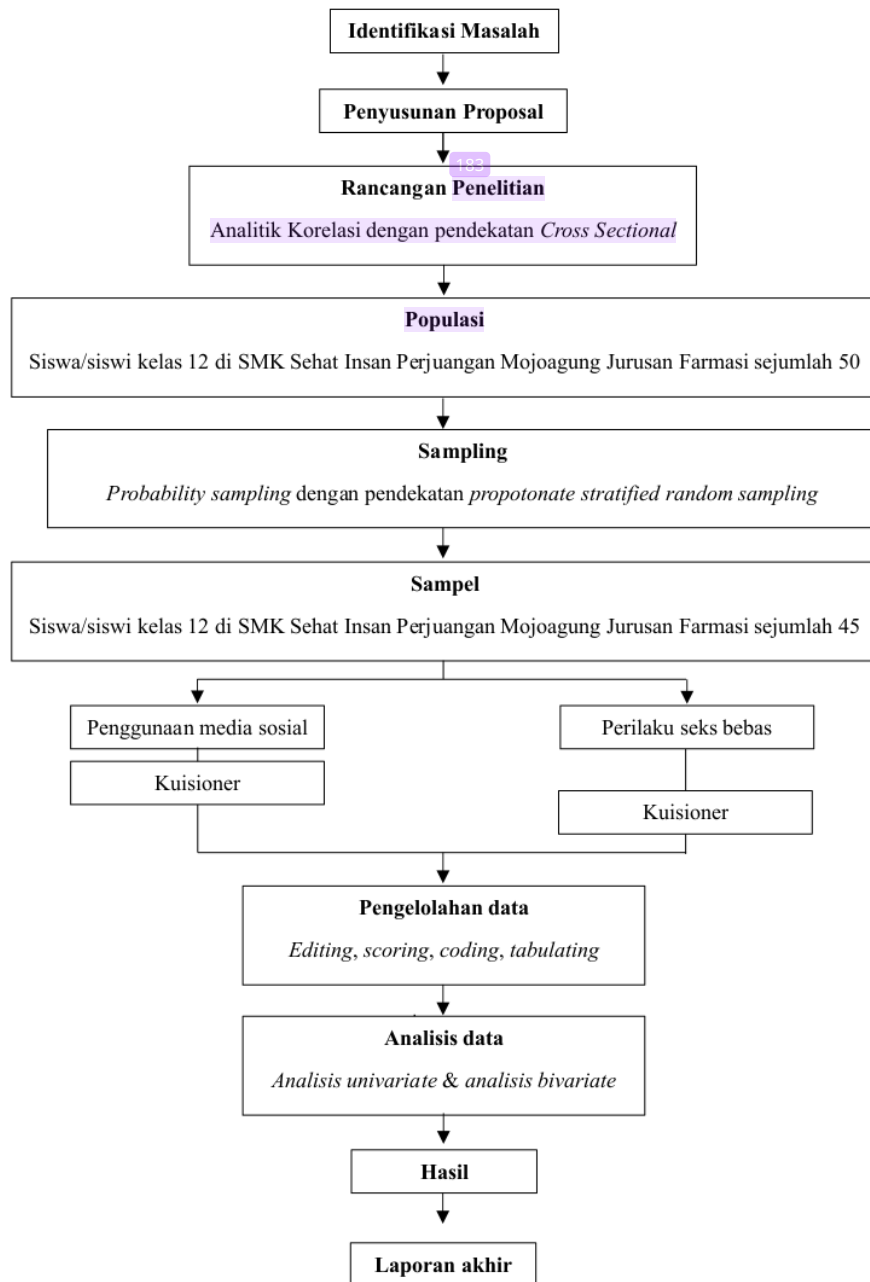 Identifikasi Masalah
Penyusunan Proposal
183
Rancangan Penelitian
Analitik Korelasi dengan pendekatan Cross Sectional
Populasi
Siswa/siswi kelas 12 di SMK Sehat Insan Perjuangan Mojoagung Jurusan Farmasi sejumlah 50
Sampling
Probability sampling dengan pendekatan propotonate stratified random sampling
Sampel
Siswa/siswi kelas 12 di SMK Sehat Insan Perjuangan Mojoagung Jurusan Farmasi sejumlah 45
Penggunaan media sosial
Kuisioner
Perilaku seks bebas
Kuisioner
Pengelolahan data
Editing, scoring, coding, tabulating
Analisis data
Analisis univariate & analisis bivariate
Hasil
Laporan akhir